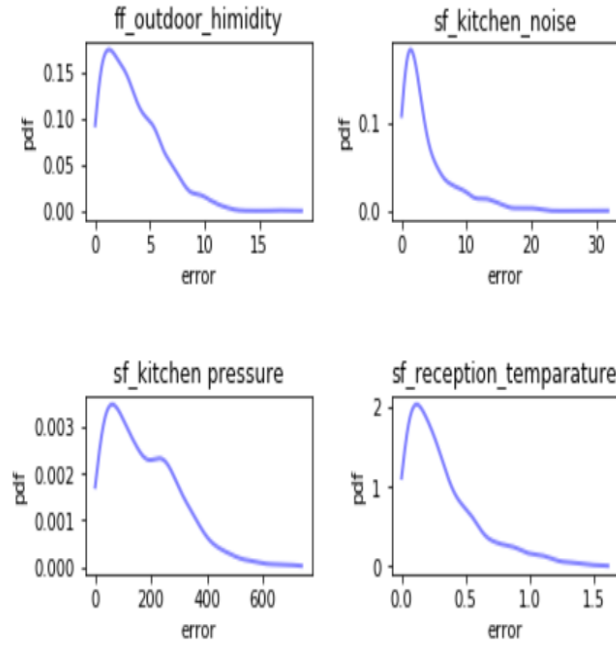 ff_outdoor_himidity
pdf
0.15
0.10
0.05
0.00
0 5 10 15
error
sf_kitchen_noise
pdf
0.1
0.0
0 10 20 30
error
sf_kitchen pressure
pdf
0.003
0.002
0.001
0.000
0 200 400 600
error
sf_reception_temparature
pdf
2
1
0
0.0 0.5 1.0 1.5
error